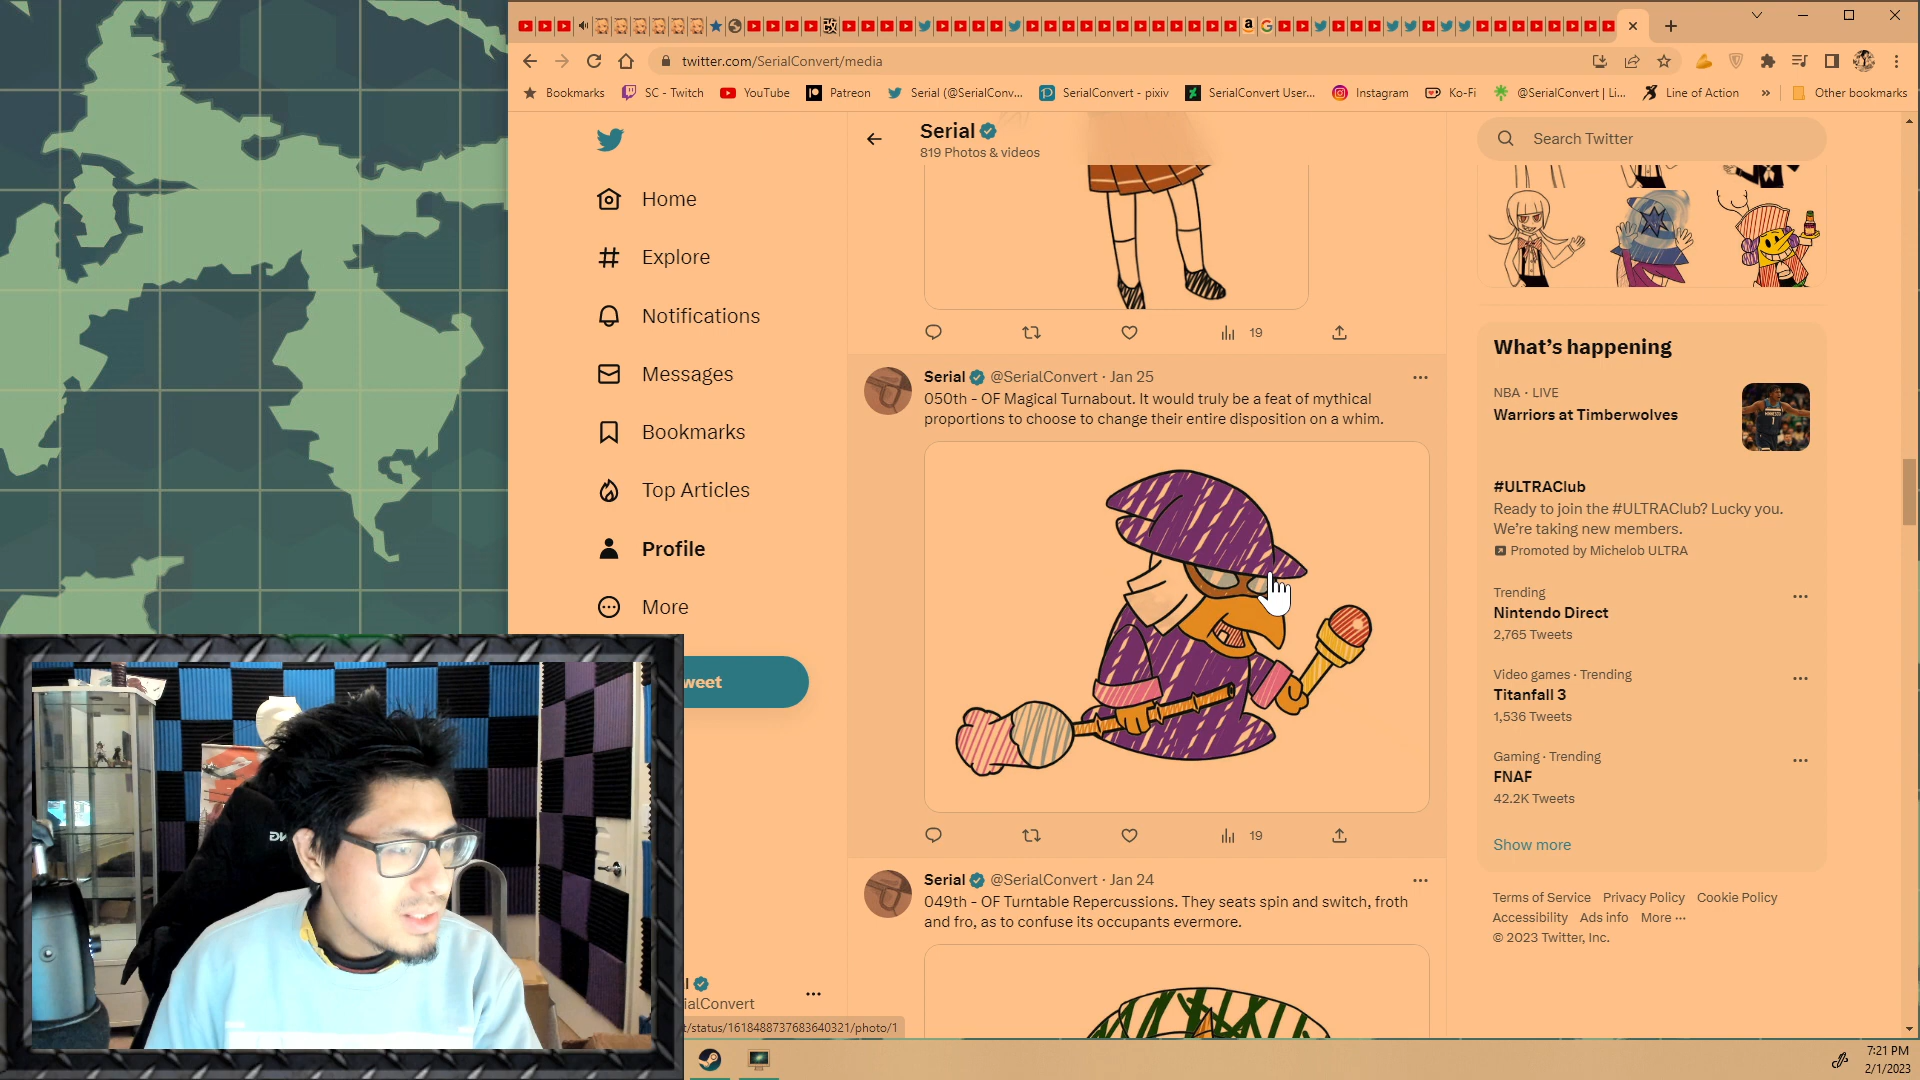 twitter.com/SerialConvert/media
Bookmarks
SC - Twitch
YouTube
Patreon
Serial (@SerialConv...
SerialConvert - pixiv
SerialConvert User...
Instagram
Ko-Fi
@SerialConvert | Li...
Line of Action
»
Other bookmarks
Serial
819 Photos & videos
Search Twitter
Home
Explore
Notifications
Messages
Bookmarks
Top Articles
Profile
More
weet
19
Serial @SerialConvert · Jan 25
050th - OF Magical Turnabout. It would truly be a feat of mythical
proportions to choose to change their entire disposition on a whim.
19
Serial @SerialConvert · Jan 24
049th - OF Turntable Repercussions. They seats spin and switch, froth
and fro, as to confuse its occupants evermore.
What's happening
NBA · LIVE
Warriors at Timberwolves
#ULTRAClub
Ready to join the #ULTRAClub? Lucky you.
We're taking new members.
Promoted by Michelob ULTRA
Trending
Nintendo Direct
2,765 Tweets
Video games · Trending
Titanfall 3
1,536 Tweets
Gaming · Trending
FNAF
42.2K Tweets
Show more
Terms of Service Privacy Policy Cookie Policy
Accessibility Ads info More ···
© 2023 Twitter, Inc.
l
ialConvert
t/status/1618488737683640321/photo/1
7:21 PM
2/1/2023